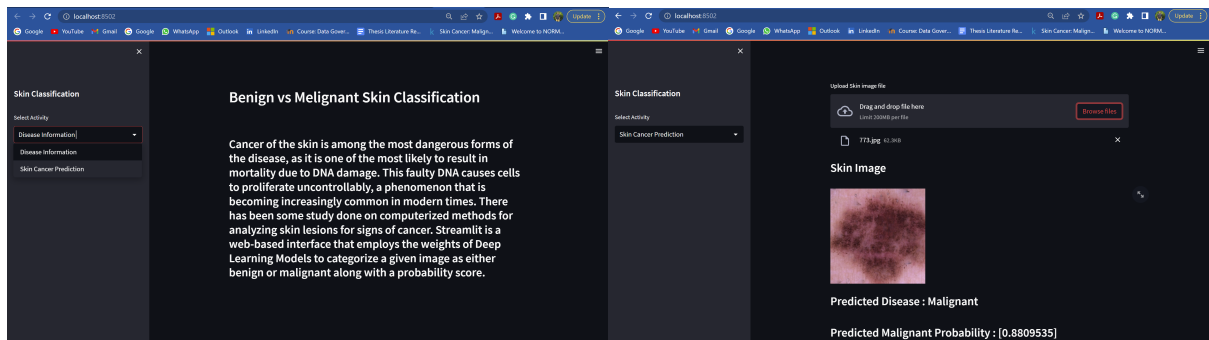 localhost:8502
Update
Google YouTube Gmail Google WhatsApp Outlook LinkedIn Course: Data Gover... Thesis Literature Re... Skin Cancer: Malign... Welcome to NORM...
Skin Classification
Select Activity
Disease Information
Disease Information
Skin Cancer Prediction
Benign vs Melignant Skin Classification
Cancer of the skin is among the most dangerous forms of
the disease, as it is one of the most likely to result in
mortality due to DNA damage. This faulty DNA causes cells
to proliferate uncontrollably, a phenomenon that is
becoming increasingly common in modern times. There
has been some study done on computerized methods for
analyzing skin lesions for signs of cancer. Streamlit is a
web-based interface that employs the weights of Deep
Learning Models to categorize a given image as either
benign or malignant along with a probability score.
localhost:8502
Update
Google YouTube Gmail Google WhatsApp Outlook LinkedIn Course: Data Gover... Thesis Literature Re... Skin Cancer: Malign... Welcome to NORM...
Skin Classification
Select Activity
Skin Cancer Prediction
Upload Skin image file
Drag and drop file here
Limit 200MB per file
Browse files
773.jpg 62.3KB
Skin Image
Predicted Disease : Malignant
Predicted Malignant Probability : [0.8809535]